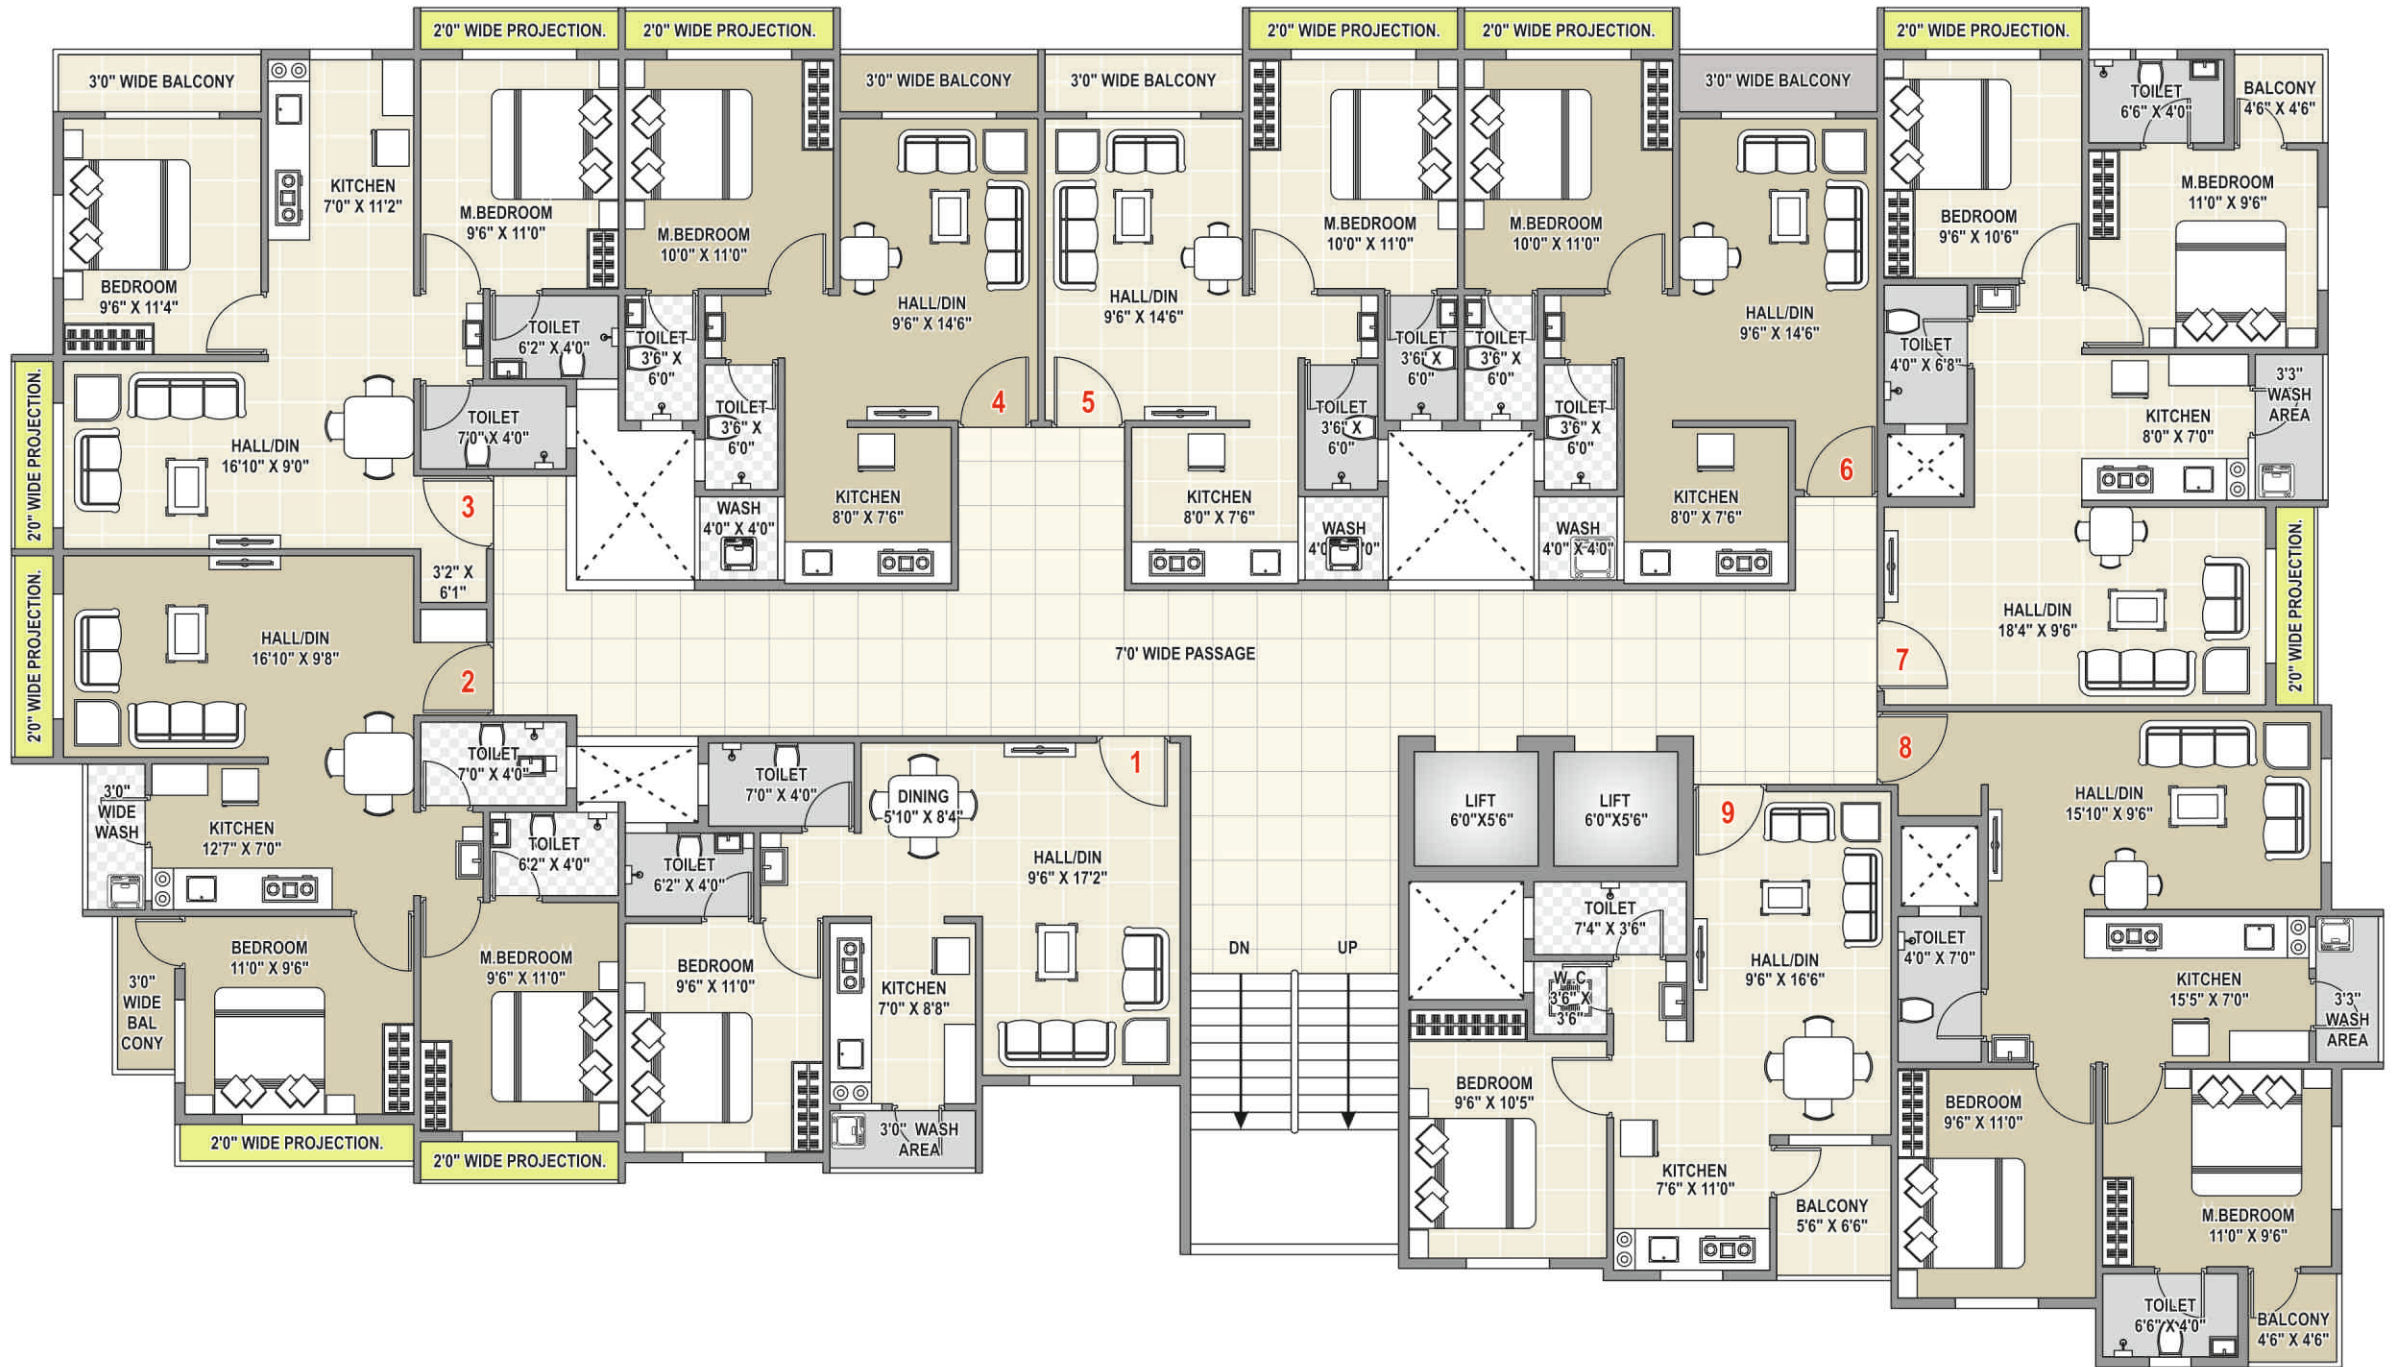 2'0" WIDE PROJECTION.
2'0" WIDE PROJECTION.
2'0" WIDE PROJECTION.
2'0" WIDE PROJECTION.
2'0" WIDE PROJECTION.
3'0" WIDE BALCONY
3'0" WIDE BALCONY
3'0" WIDE BALCONY
3'0" WIDE BALCONY
TOILET
6'6" X 4'0"
BALCONY
4'6" X 4'6"
KITCHEN
7'0" X 11'2"
M.BEDROOM
9'6" X 11'0"
M.BEDROOM
10'0" X 11'0"
M.BEDROOM
10'0" X 11'0"
M.BEDROOM
10'0" X 11'0"
BEDROOM
9'6" X 10'6"
M.BEDROOM
11'0" X 9'6"
BEDROOM
9'6" X 11'4"
HALL/DIN
9'6" X 14'6"
HALL/DIN
9'6" X 14'6"
HALL/DIN
9'6" X 14'6"
TOILET
6'2" X 4'0"
TOILET
3'6" X
6'0"
TOILET
3'6" X
6'0"
TOILET
3'6" X
6'0"
TOILET
4'0" X 6'8"
3'3"
WASH
AREA
2'0" WIDE PROJECTION.
HALL/DIN
16'10" X 9'0"
TOILET
7'0" X 4'0"
TOILET
3'6" X
6'0"
4
5
TOILET
3'6" X
6'0"
TOILET
3'6" X
6'0"
6
KITCHEN
8'0" X 7'0"
3
WASH
4'0" X 4'0"
KITCHEN
8'0" X 7'6"
KITCHEN
8'0" X 7'6"
WASH
WASH
4'0" X 4'0"
KITCHEN
8'0" X 7'6"
3'2" X
6'1"
2'0" WIDE PROJECTION.
HALL/DIN
16'10" X 9'8"
2
7'0' WIDE PASSAGE
7
HALL/DIN
18'4" X 9'6"
2'0" WIDE PROJECTION.
TOILET
7'0" X 4'0"
TOILET
7'0" X 4'0"
1
8
3'0"
WIDE
WASH
KITCHEN
12'7" X 7'0"
DINING
5'10" X 8'4"
LIFT
6'0"X5'6"
LIFT
6'0"X5'6"
9
HALL/DIN
15'10" X 9'6"
TOILET
6'2" X 4'0"
TOILET
6'2" X 4'0"
HALL/DIN
9'6" X 17'2"
TOILET
7'4" X 3'6"
BEDROOM
11'0" X 9'6"
M.BEDROOM
9'6" X 11'0"
BEDROOM
9'6" X 11'0"
DN
UP
HALL/DIN
9'6" X 16'6"
TOILET
4'0" X 7'0"
3'0"
WIDE
BAL
CONY
KITCHEN
7'0" X 8'8"
W.C
3'6" X
3'6"
KITCHEN
15'5" X 7'0"
3'3"
WASH
AREA
BEDROOM
9'6" X 10'5"
BEDROOM
9'6" X 11'0"
2'0" WIDE PROJECTION.
2'0" WIDE PROJECTION.
3'0" WASH
AREA
KITCHEN
7'6" X 11'0"
BALCONY
5'6" X 6'6"
M.BEDROOM
11'0" X 9'6"
TOILET
6'6" X 4'0"
BALCONY
4'6" X 4'6"